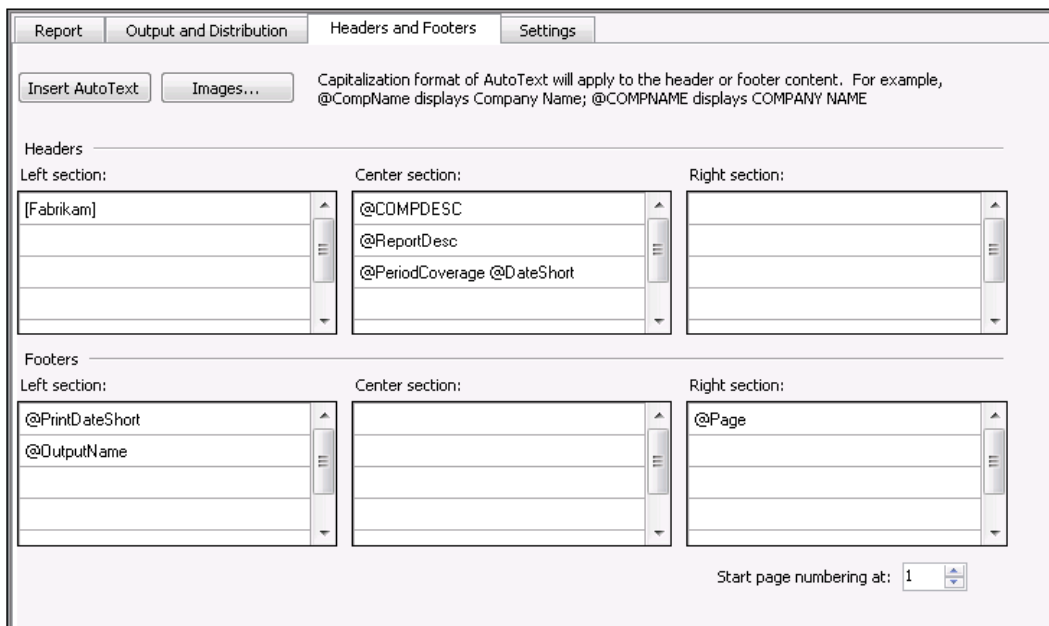 Report Output and Distribution Headers and Footers Settings
Insert AutoText Images... Capitalization format of AutoText will apply to the header or footer content. For example,
@CompName displays Company Name; @COMPNAME displays COMPANY NAME
Headers
Left section: Center section: Right section:
[Fabrikam] @COMPDESC
@ReportDesc
@PeriodCoverage @DateShort
Footers
Left section: Center section: Right section:
@PrintDateShort @Page
@OutputName
Start page numbering at: 1